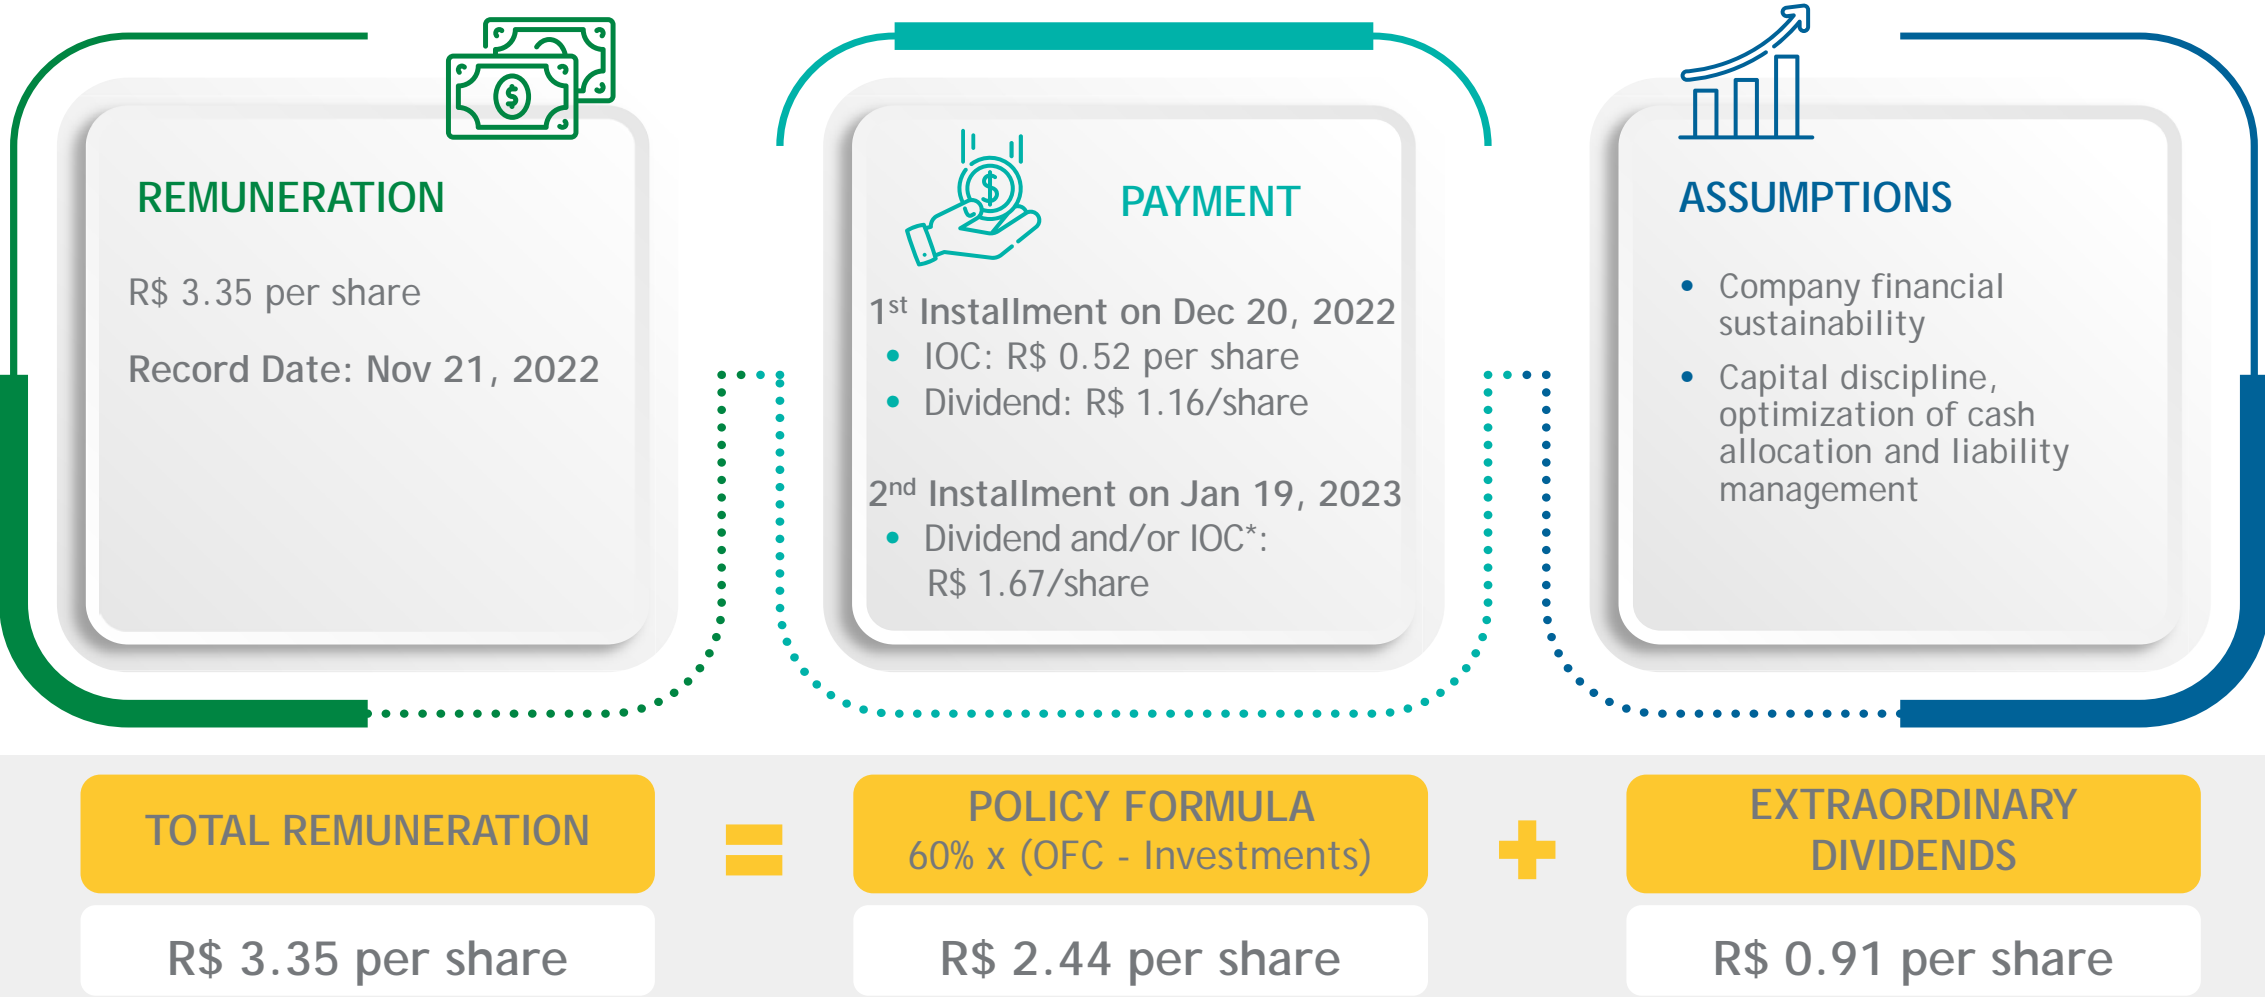 REMUNERATION
R$ 3.35 per share
Record Date: Nov 21, 2022
PAYMENT
1st Installment on Dec 20, 2022
• IOC: R$ 0.52 per share
• Dividend: R$ 1.16/share
2nd Installment on Jan 19, 2023
• Dividend and/or IOC*:
R$ 1.67/share
ASSUMPTIONS
• Company financial
sustainability
• Capital discipline,
optimization of cash
allocation and liability
management
TOTAL REMUNERATION
R$ 3.35 per share
=
POLICY FORMULA
60% x (OFC - Investments)
R$ 2.44 per share
+
EXTRAORDINARY
DIVIDENDS
R$ 0.91 per share